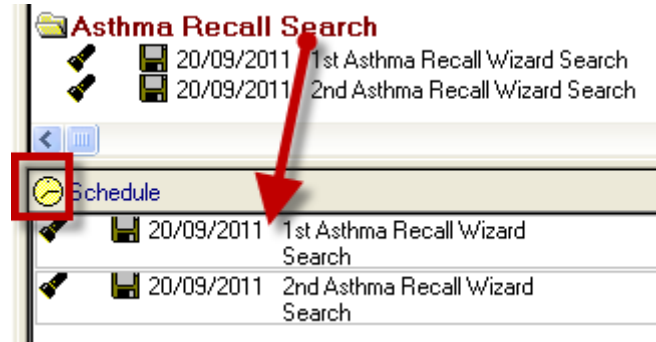 Asthma Recall Search
20/09/2011 1st Asthma Recall Wizard Search
20/09/2011 2nd Asthma Recall Wizard Search
Schedule
20/09/2011 1st Asthma Recall Wizard
Search
20/09/2011 2nd Asthma Recall Wizard
Search